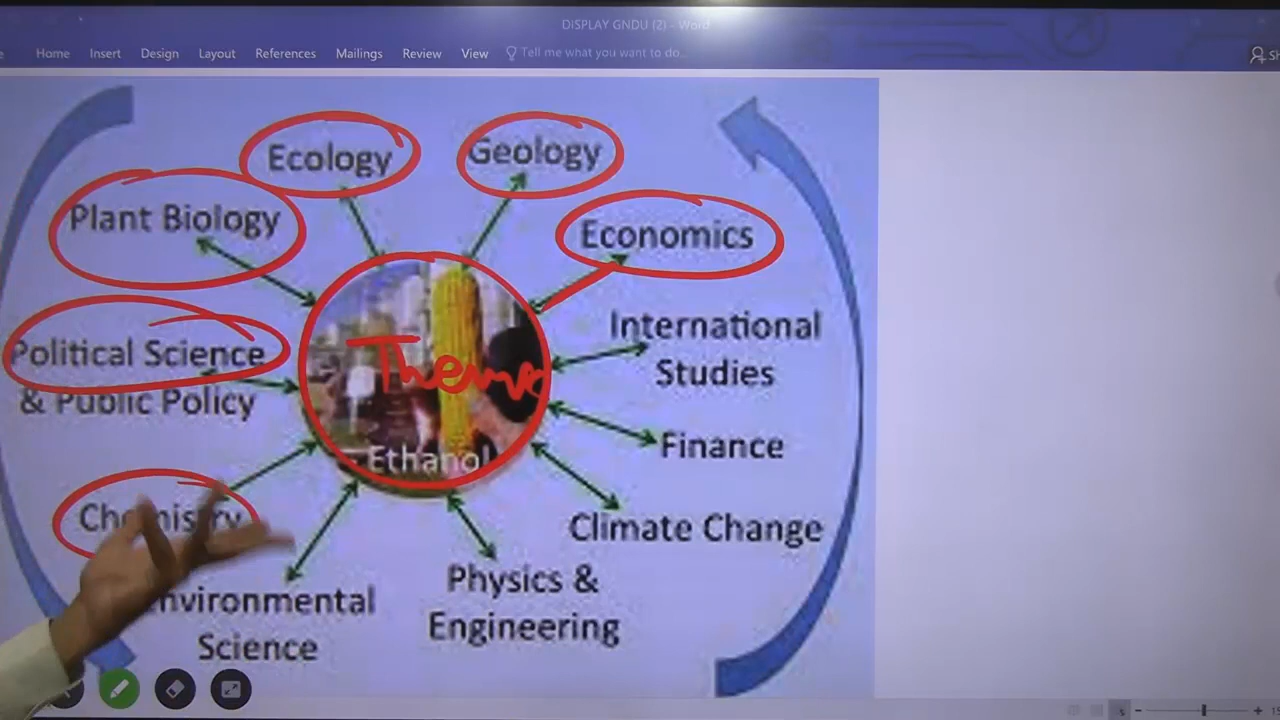 DISPLAY GNDU (2) - Word
Home Insert Design Layout References Mailings Review View Tell me what you want to do...
Ecology
Geology
Plant Biology
Economics
Political Science
& Public Policy
International
Studies
Theme
Ethanol
Finance
Chemistry
Climate Change
Environmental
Science
Physics &
Engineering